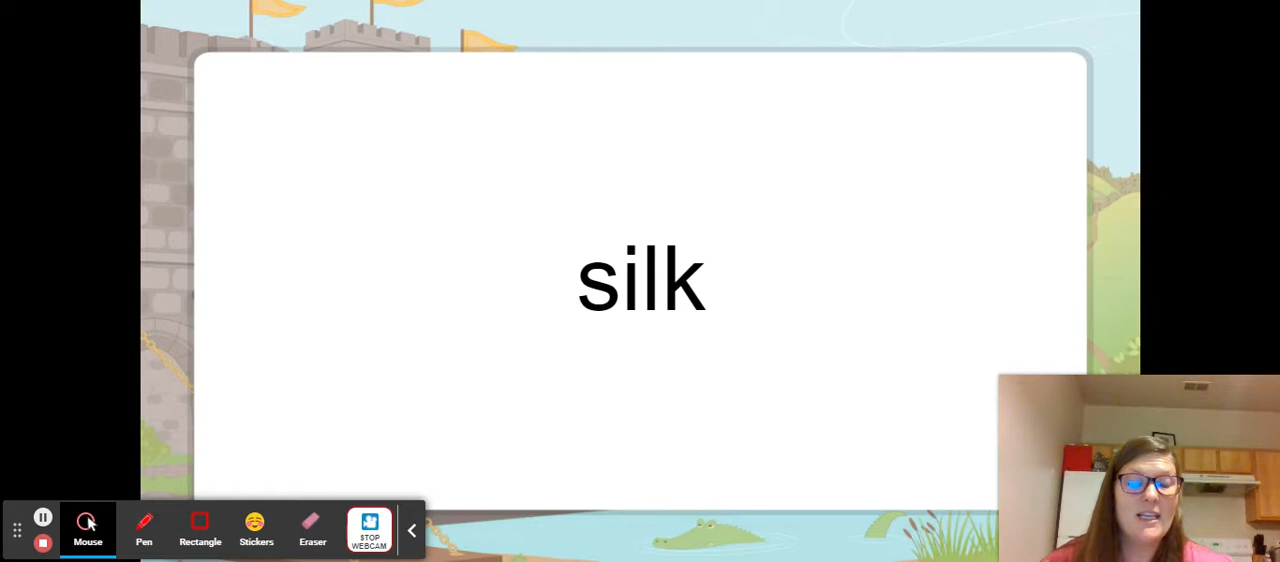 silk
Mouse
Pen
Rectangle
Stickers
Eraser
STOP
WEBCAM